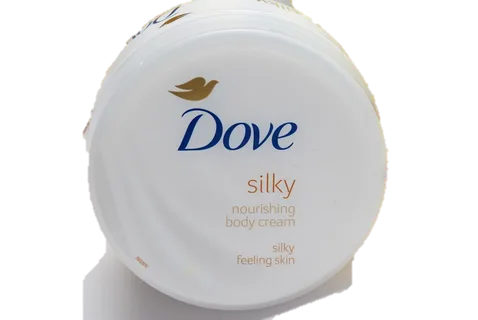 Dove
silky
nourishing
body cream
silky
feeling skin